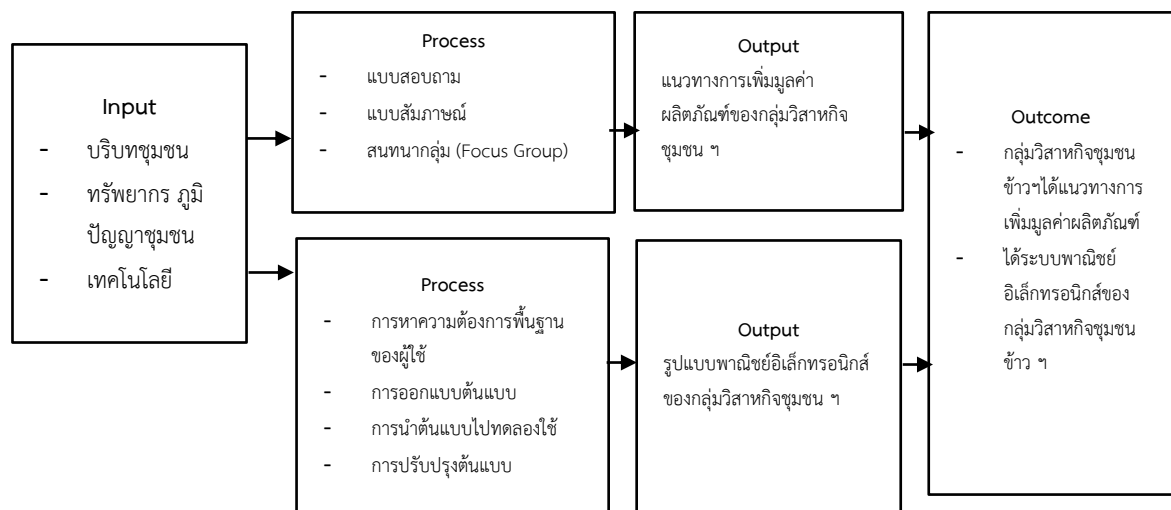 Input
- บริบทชุมชน
- ทรัพยากร ภูมิ
ปัญญาชุมชน
- เทคโนโลยี
Process
- แบบสอบถาม
- แบบสัมภาษณ์
- สนทนากลุ่ม (Focus Group)
Output
แนวทางการเพิ่มมูลค่า
ผลิตภัณฑ์ของกลุ่มวิสาหกิจ
ชุมชน ฯ
Process
- การหาความต้องการพื้นฐาน
ของผู้ใช้
- การออกแบบต้นแบบ
- การนำต้นแบบไปทดลองใช้
- การปรับปรุงต้นแบบ
Output
รูปแบบพาณิชย์อิเล็กทรอนิกส์
ของกลุ่มวิสาหกิจชุมชน ฯ
Outcome
- กลุ่มวิสาหกิจชุมชน
ข้าวฯได้แนวทางการ
เพิ่มมูลค่าผลิตภัณฑ์
- ได้ระบบพาณิชย์
อิเล็กทรอนิกส์ของ
กลุ่มวิสาหกิจชุมชน
ข้าว ฯ